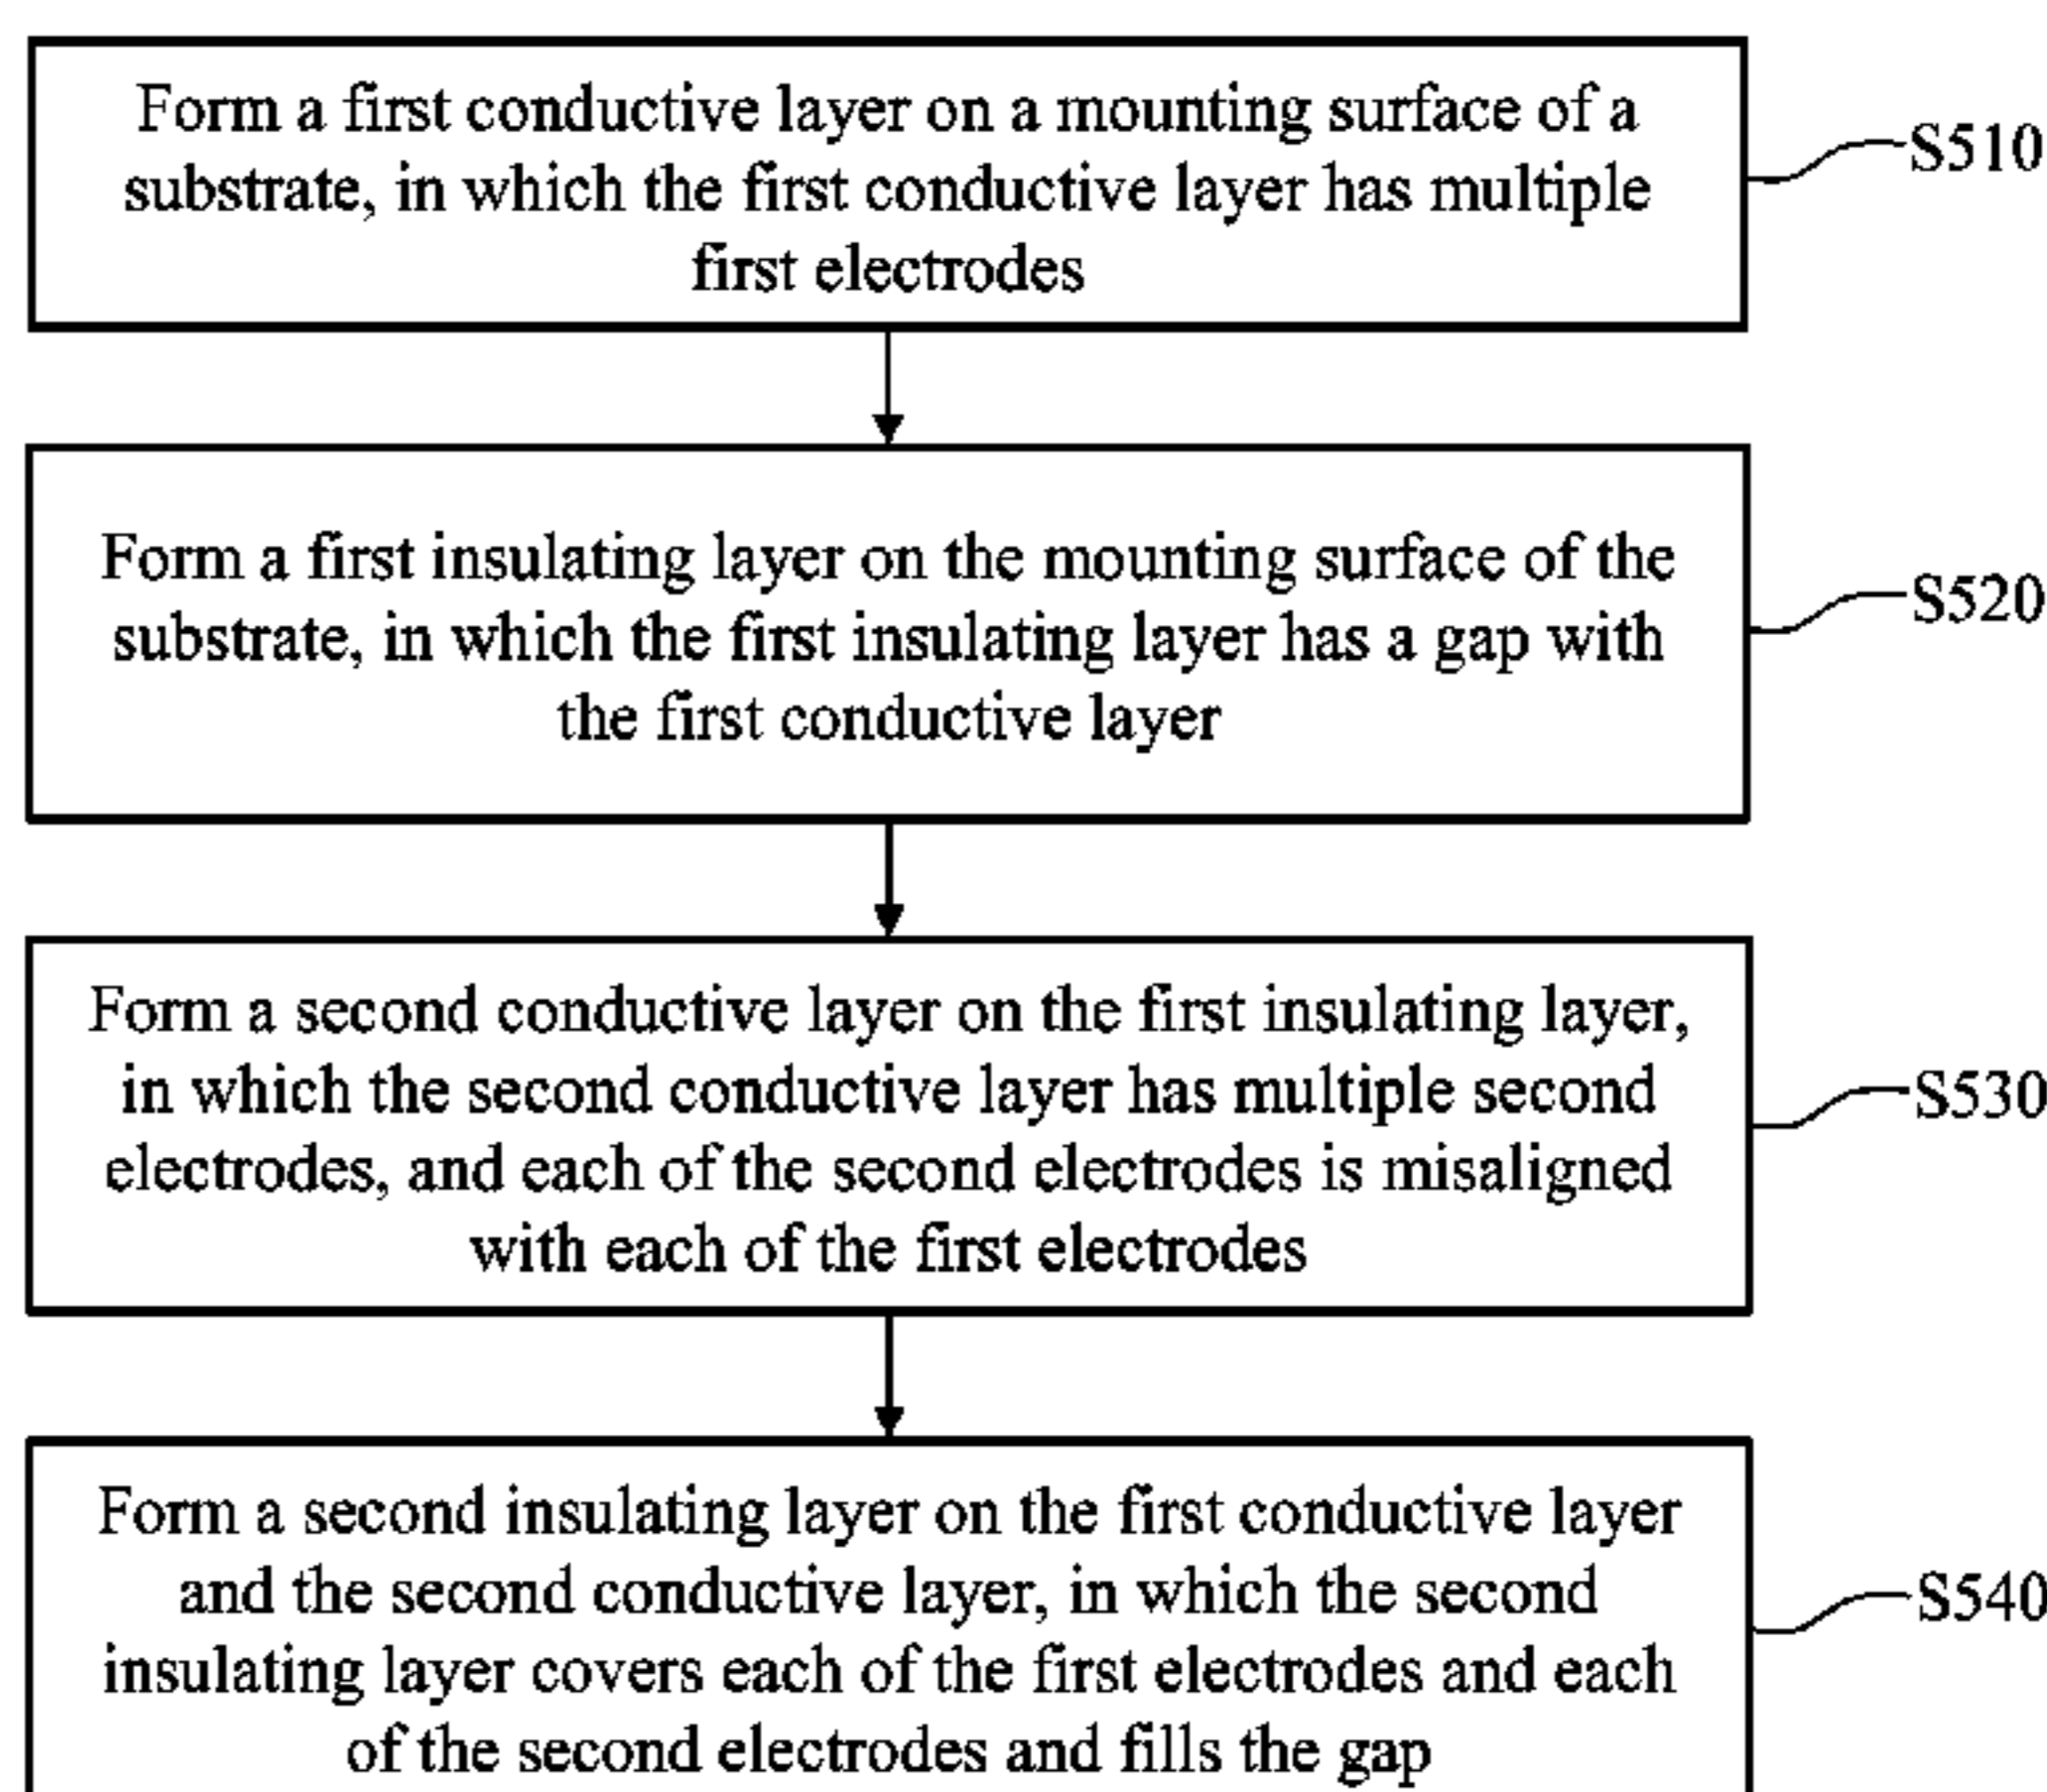 Form a first conductive layer on a mounting surface of a
substrate, in which the first conductive layer has multiple
first electrodes
S510
Form a first insulating layer on the mounting surface of the
substrate, in which the first insulating layer has a gap with
the first conductive layer
S520
Form a second conductive layer on the first insulating layer,
in which the second conductive layer has multiple second
electrodes, and each of the second electrodes is misaligned
with each of the first electrodes
S530
Form a second insulating layer on the first conductive layer
and the second conductive layer, in which the second
insulating layer covers each of the first electrodes and each
of the second electrodes and fills the gap
S540